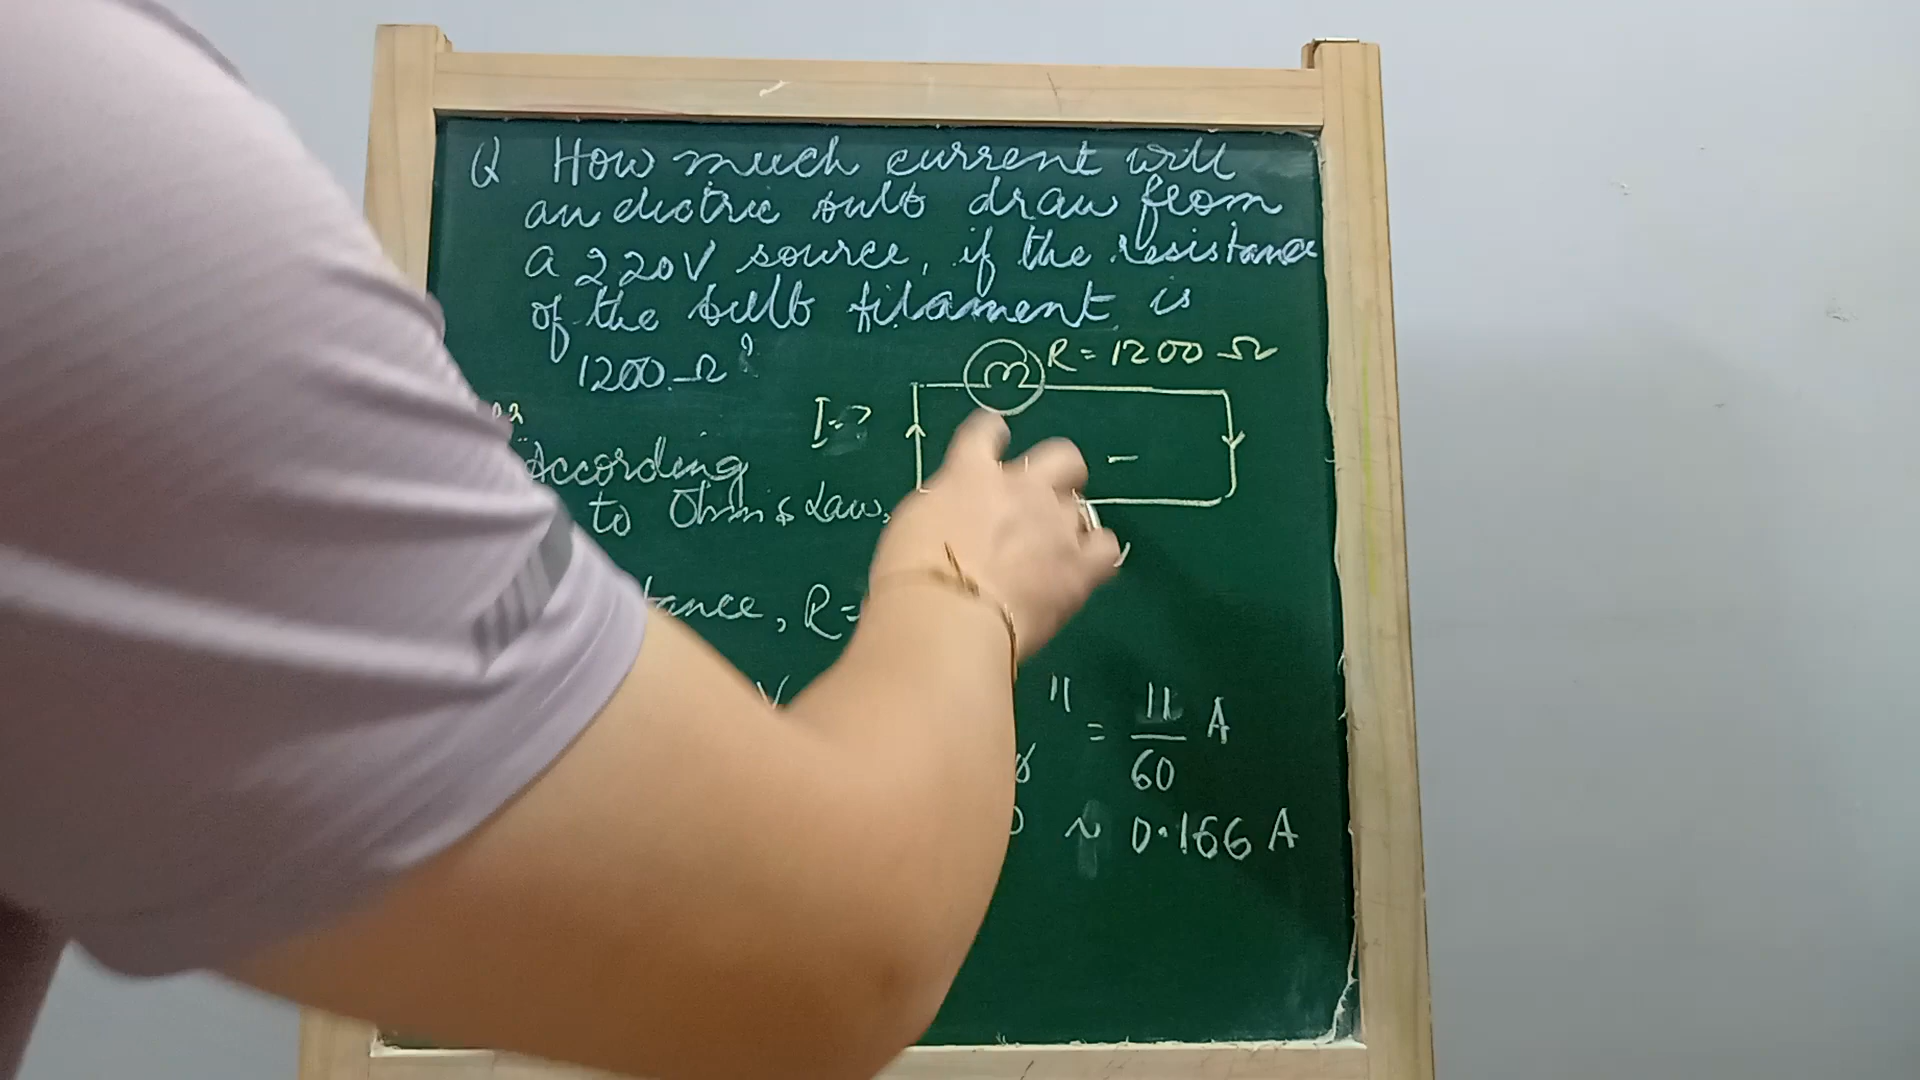 Q How much current will
an electric bulb draw from
a 220V source, if the resistance
of the bulb filament is
1200 Ω?
R = 1200 Ω
I = ?
According
to Ohm's Law,
tance, R =
V
11 = 11 A
60
≈ 0.166 A